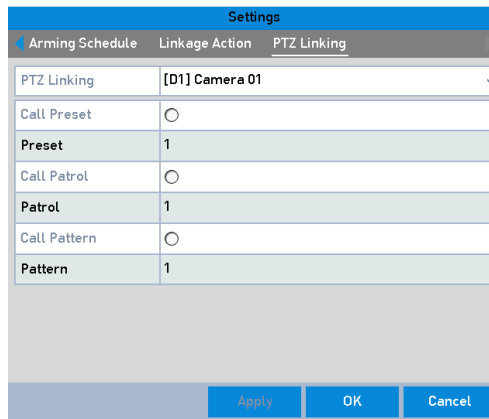 Settings
Arming Schedule Linkage Action PTZ Linking
PTZ Linking [D1] Camera 01
Call Preset
Preset 1
Call Patrol
Patrol 1
Call Pattern
Pattern 1
Apply OK Cancel